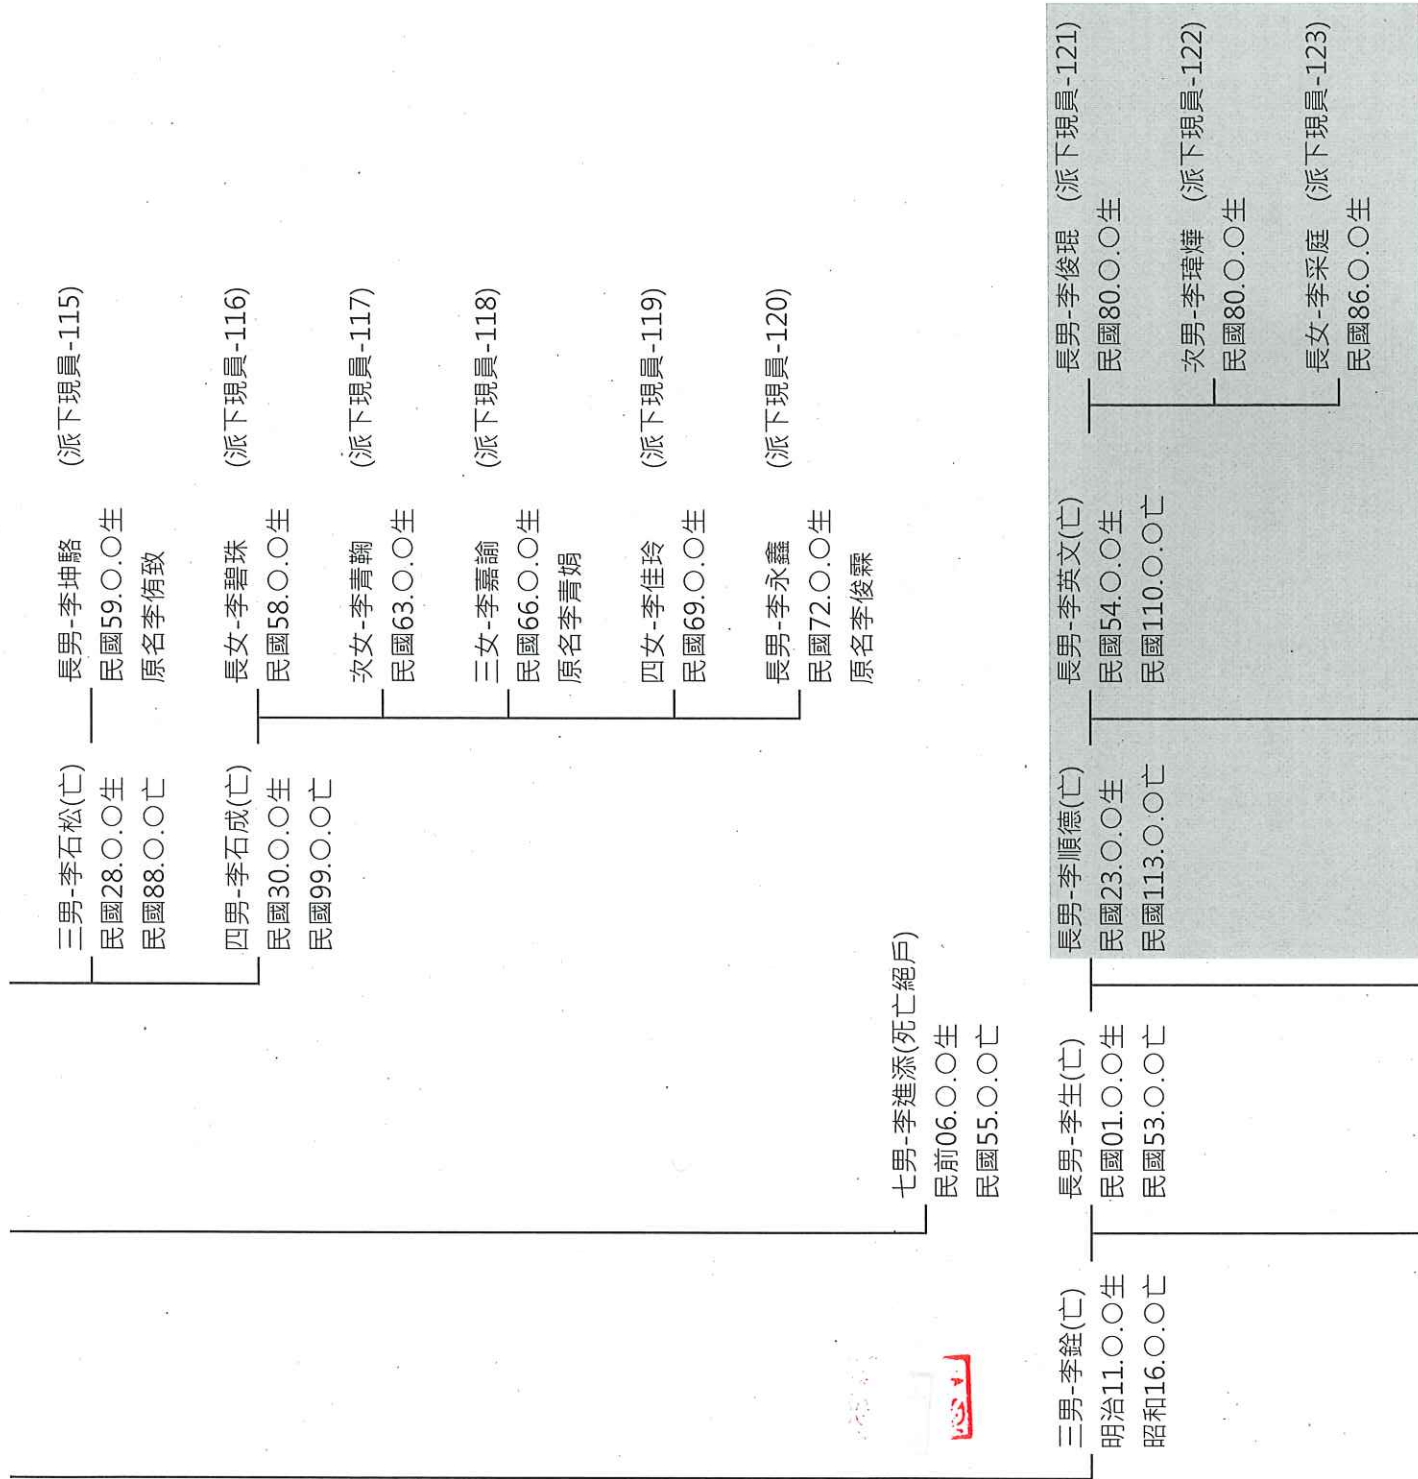 三男-李石松(亡)
民國28.○.○生
民國88.○.○亡
長男-李坤駱 (派下現員-115)
民國59.○.○生
原名李侑致
四男-李石成(亡)
民國30.○.○生
民國99.○.○亡
長女-李碧珠 (派下現員-116)
民國58.○.○生
次女-李青鞠 (派下現員-117)
民國63.○.○生
三女-李嘉諭 (派下現員-118)
民國66.○.○生
原名李青娟
四女-李佳玲 (派下現員-119)
民國69.○.○生
長男-李永鑫 (派下現員-120)
民國72.○.○生
原名李俊霖
七男-李進添(死亡絕戶)
民前06.○.○生
民國55.○.○亡
三男-李銓(亡)
明治11.○.○生
昭和16.○.○亡
長男-李生(亡)
民國01.○.○生
民國53.○.○亡
長男-李順德(亡)
民國23.○.○生
民國113.○.○亡
長男-李英文(亡)
民國54.○.○生
民國110.○.○亡
長男-李俊琨 (派下現員-121)
民國80.○.○生
次男-李瑋燁 (派下現員-122)
民國80.○.○生
長女-李采庭 (派下現員-123)
民國86.○.○生